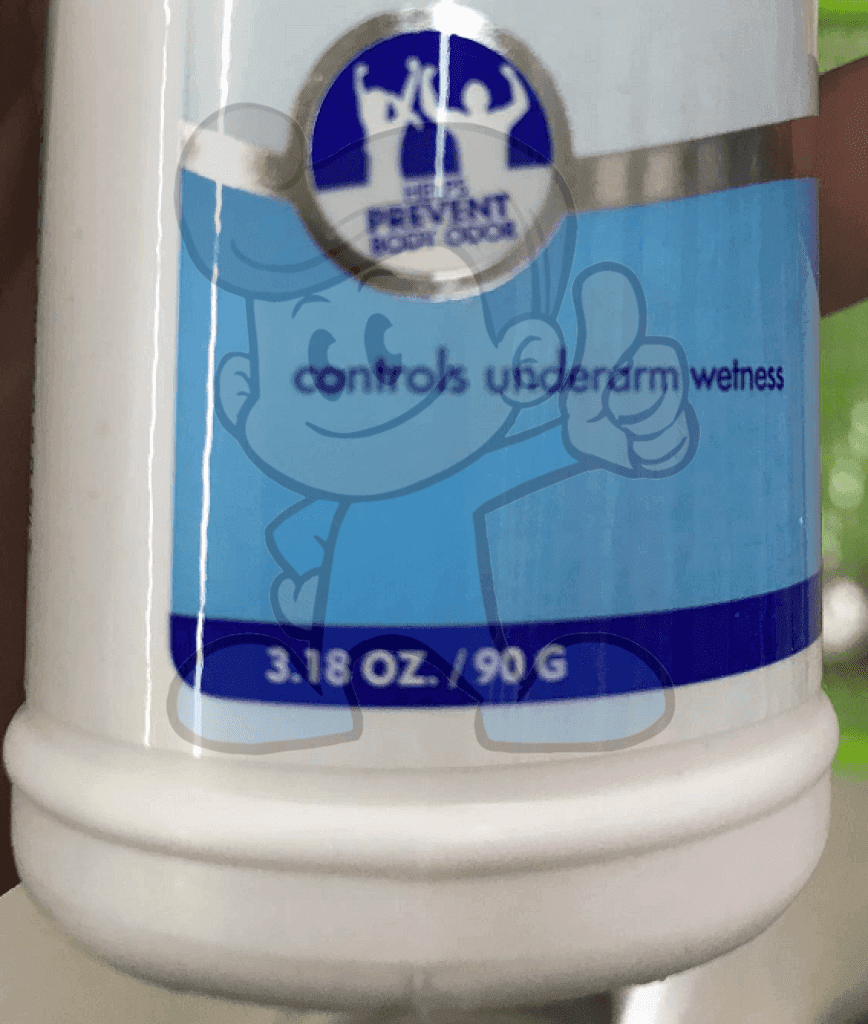 HELPS
PREVENT
BODY ODOR
controls underarm wetness
3.18 OZ. / 90 G